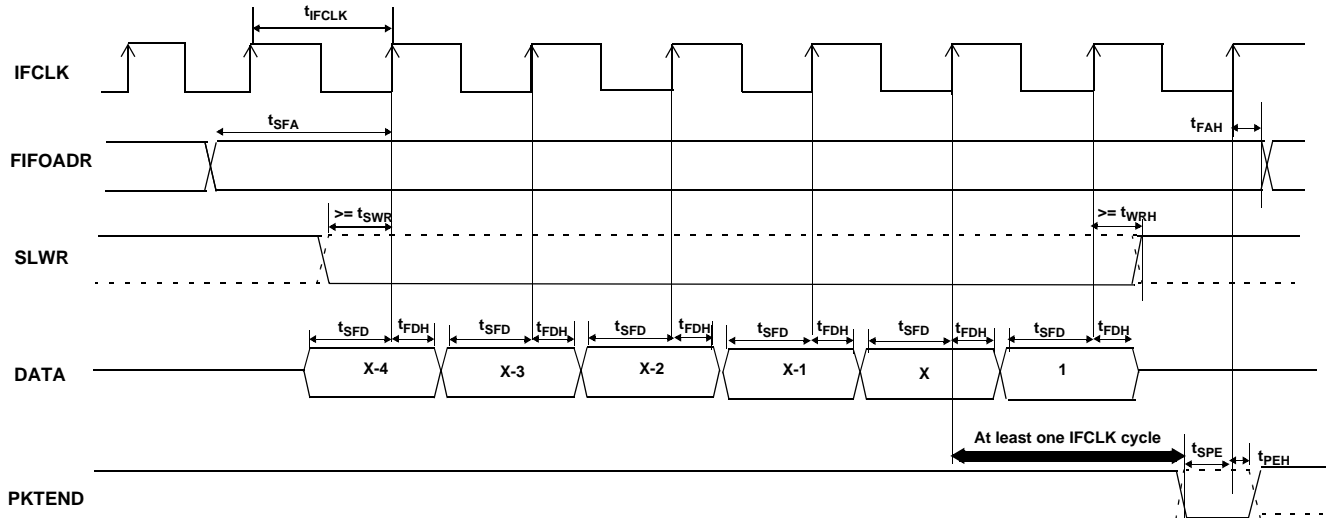 tIFCLK
IFCLK
tSFA
tFAH
FIFOADR
>= tSWR
>= tWRH
SLWR
tSFD tFDH tSFD tFDH tSFD tFDH tSFD tFDH tSFD tFDH tSFD tFDH
DATA X-4 X-3 X-2 X-1 X 1
At least one IFCLK cycle
tSPE tPEH
PKTEND